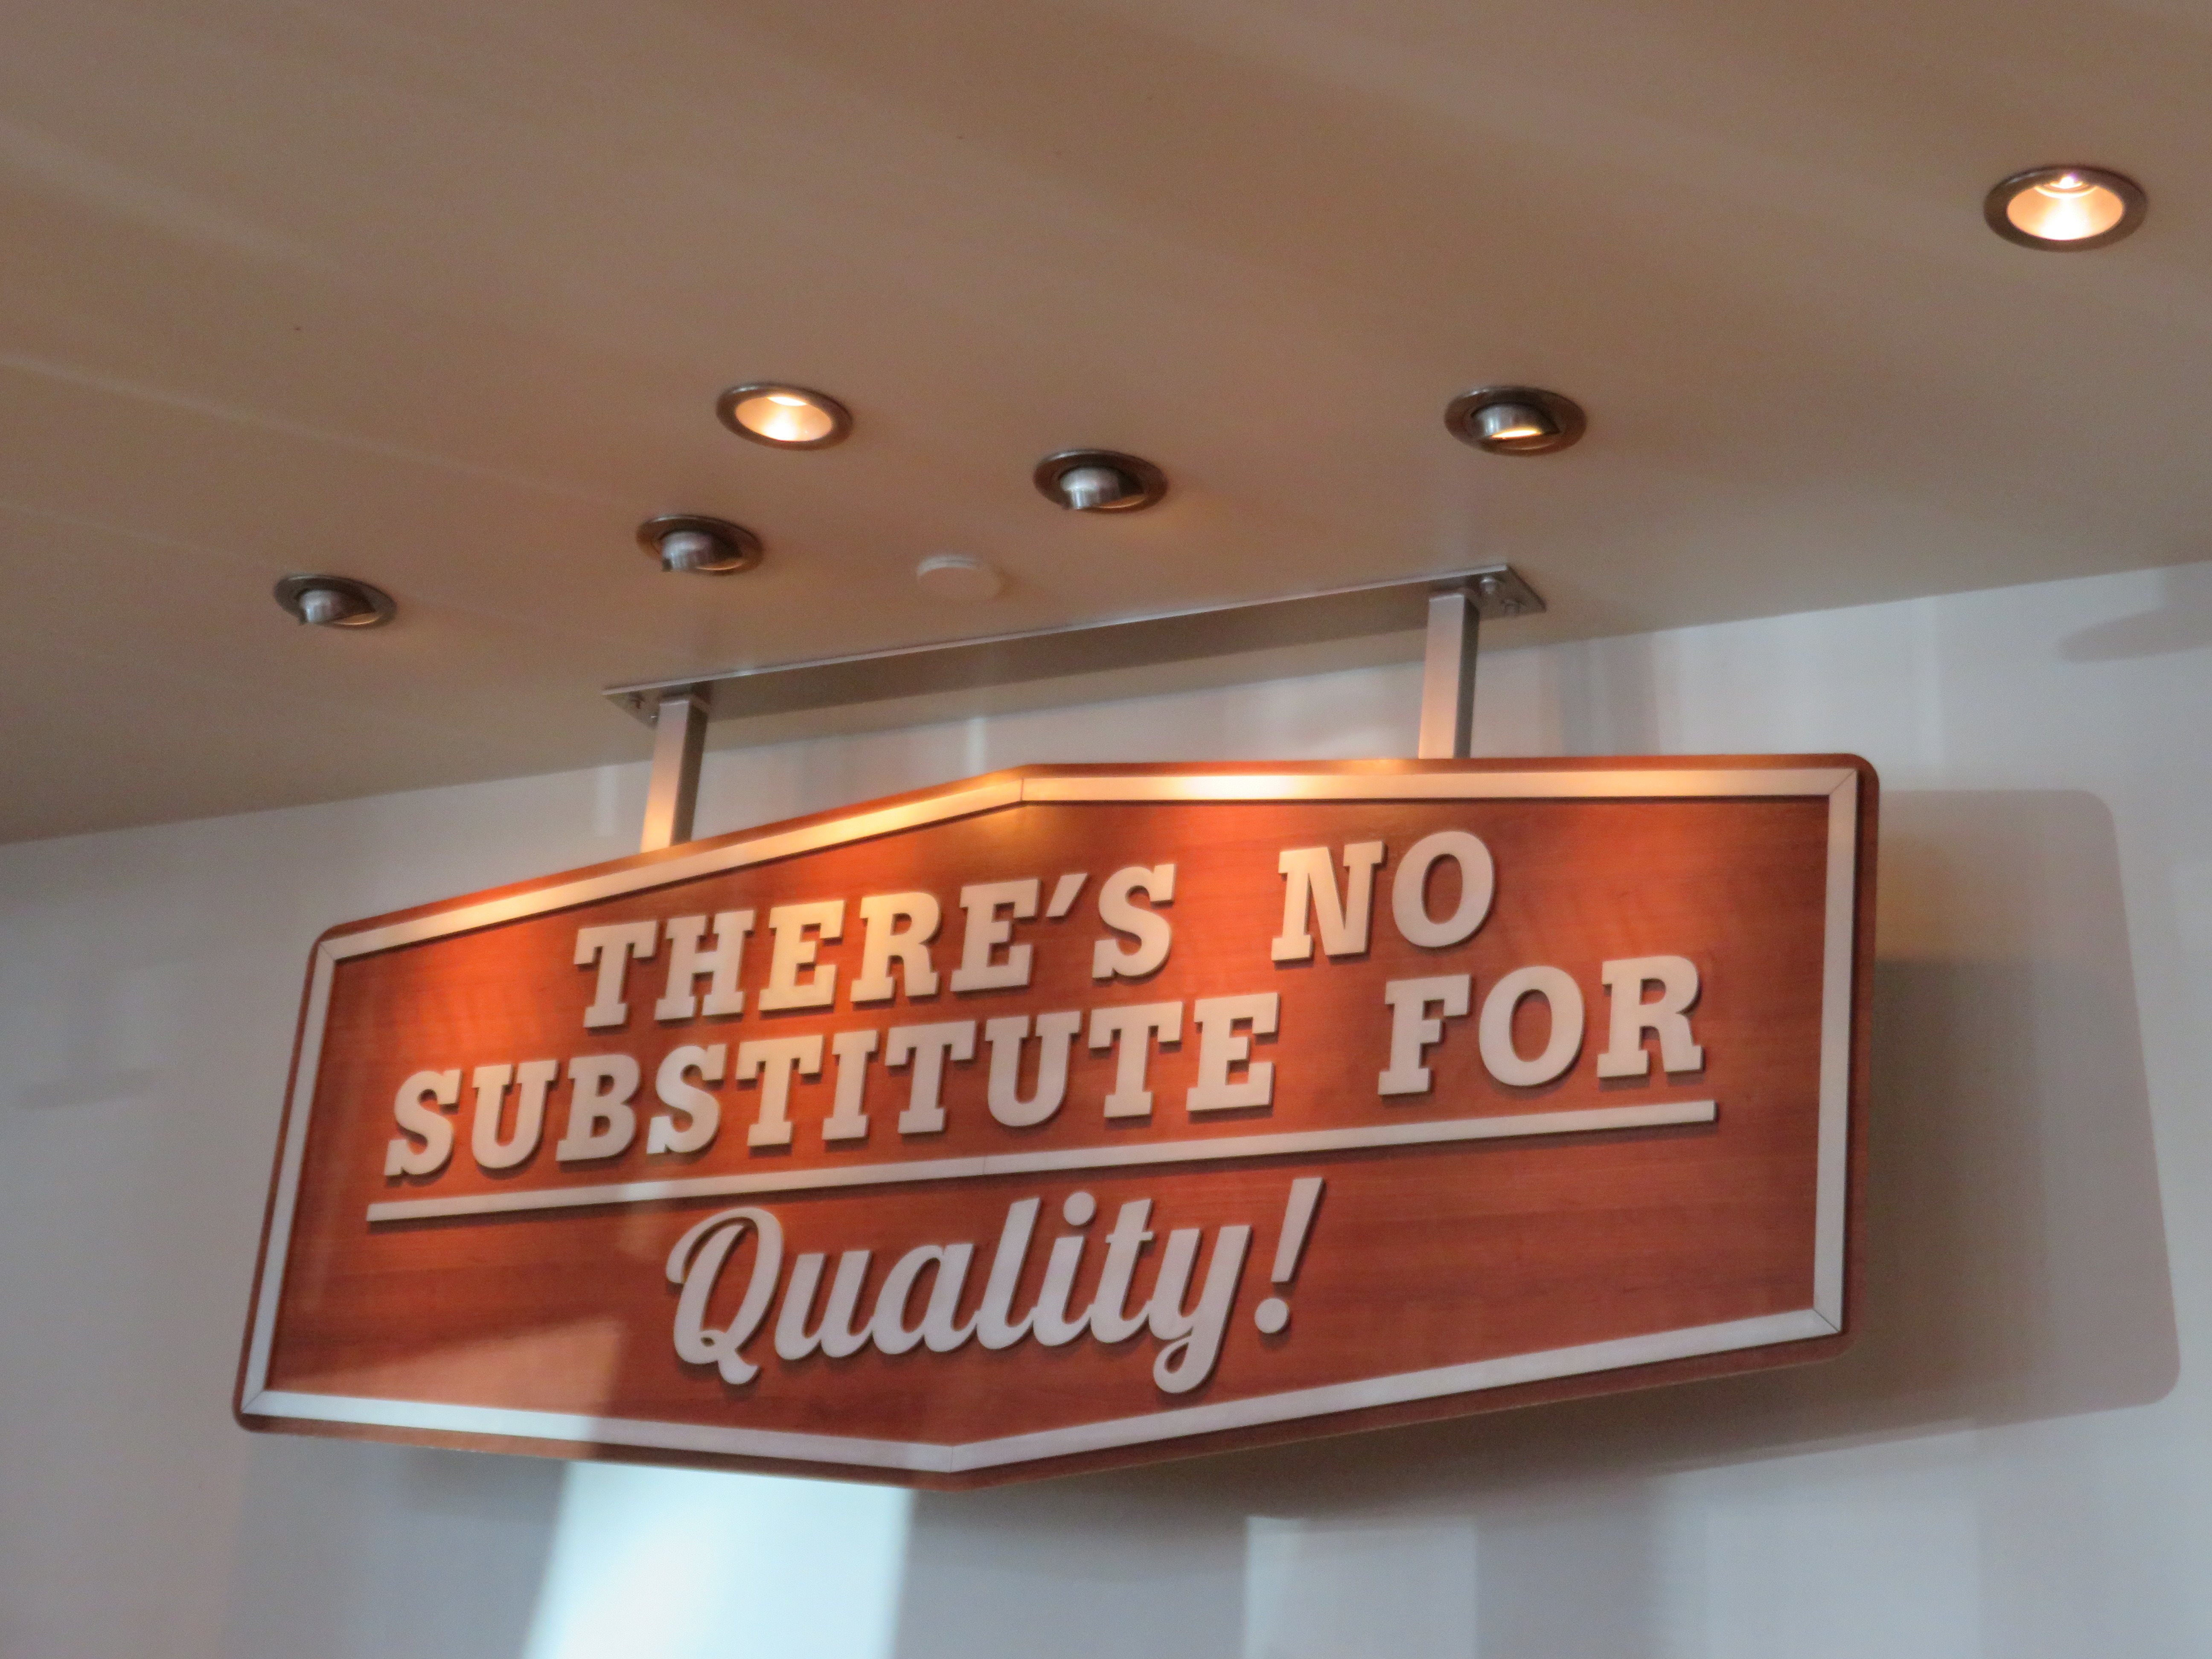 THERE'S NO
SUBSTITUTE FOR
Quality!